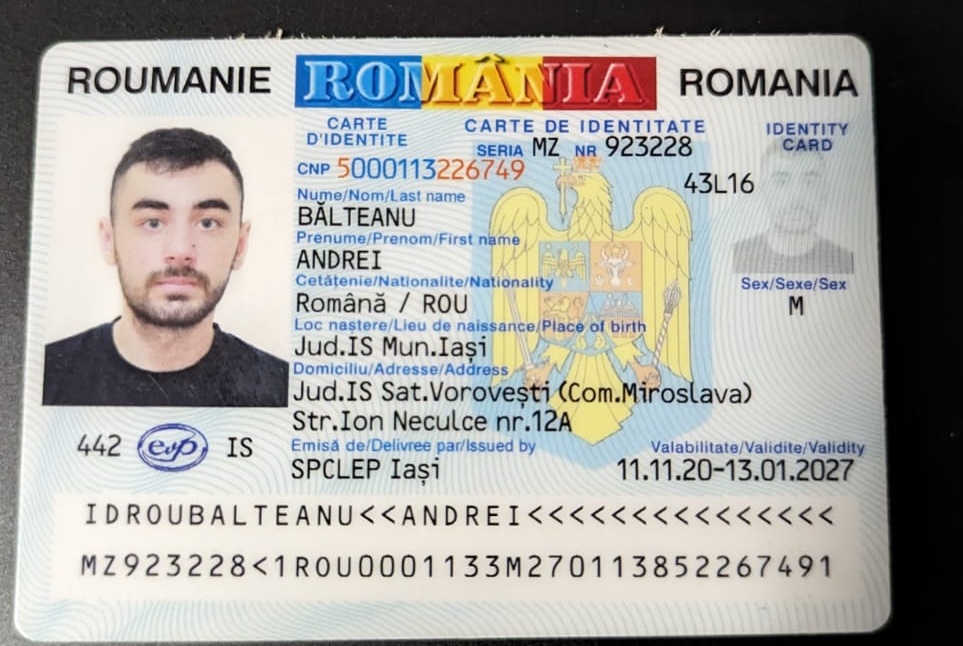 ROUMANIE ROMÂNIA ROMANIA
CARTE D'IDENTITE
CARTE DE IDENTITATE
IDENTITY CARD
SERIA MZ NR 923228
CNP 5000113226749
43L16
Nume/Nom/Last name
BĂLTEANU
Prenume/Prenom/First name
ANDREI
Cetățenie/Nationalite/Nationality
Română / ROU
Sex/Sexe/Sex
M
Loc naștere/Lieu de naissance/Place of birth
Jud.IS Mun.Iași
Domiciliu/Adresse/Address
Jud.IS Sat.Vorovești (Com.Miroslava)
Str.Ion Neculce nr.12A
442 evp IS
Emisă de/Delivree par/Issued by
SPCLEP Iași
Valabilitate/Validite/Validity
11.11.20-13.01.2027
IDROUBALTEANU<<ANDREI<<<<<<<<<<<<<<<
MZ923228<1ROU0001133M270113852267491